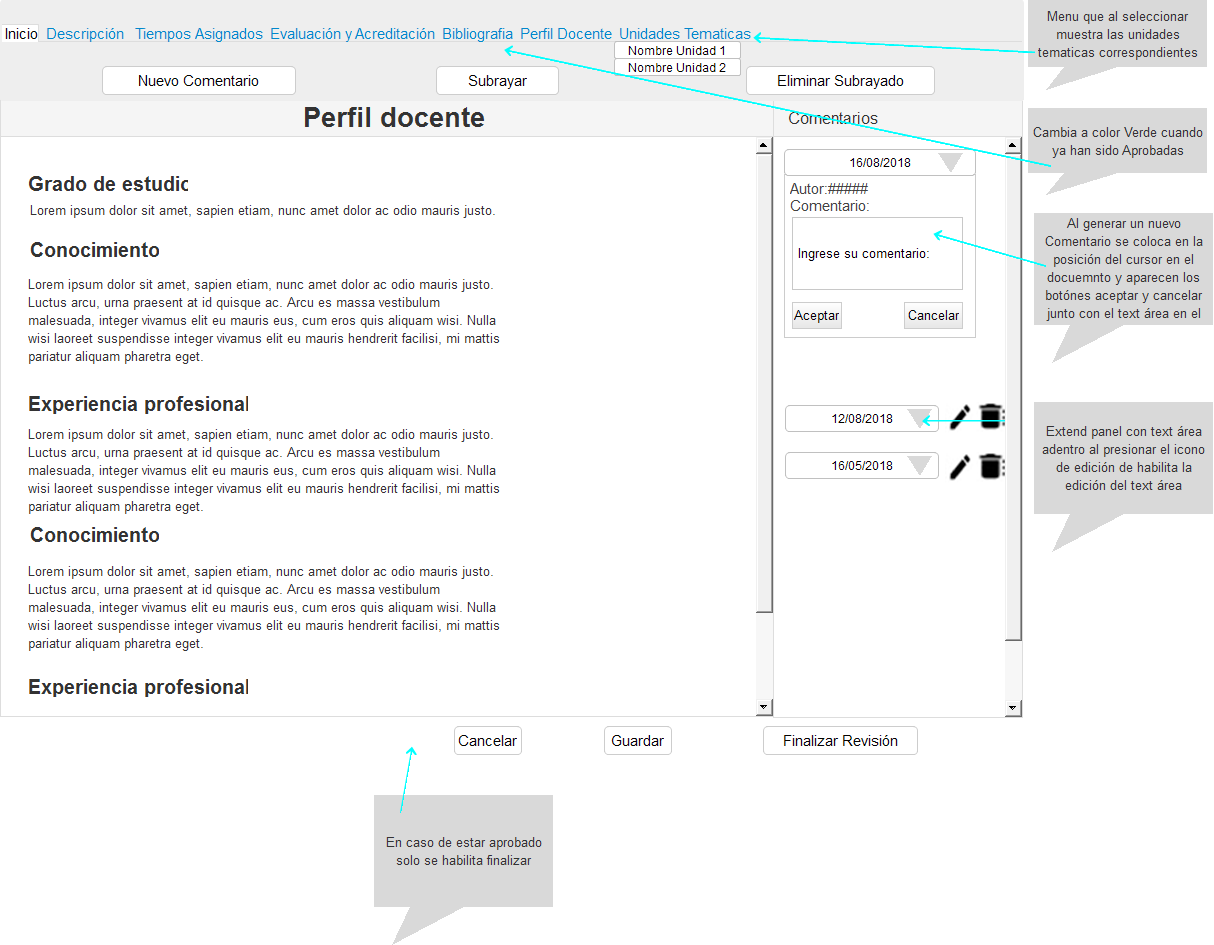 Inicio Descripción Tiempos Asignados Evaluación y Acreditación Bibliografia Perfil Docente Unidades Tematicas
Nombre Unidad 1
Nombre Unidad 2
Nuevo Comentario
Subrayar
Eliminar Subrayado
Perfil docente
Grado de estudio
Lorem ipsum dolor sit amet, sapien etiam, nunc amet dolor ac odio mauris justo.
Conocimiento
Lorem ipsum dolor sit amet, sapien etiam, nunc amet dolor ac odio mauris justo.
Luctus arcu, urna praesent at id quisque ac. Arcu es massa vestibulum
malesuada, integer vivamus elit eu mauris eus, cum eros quis aliquam wisi. Nulla
wisi laoreet suspendisse integer vivamus elit eu mauris hendrerit facilisi, mi mattis
pariatur aliquam pharetra eget.
Experiencia profesional
Lorem ipsum dolor sit amet, sapien etiam, nunc amet dolor ac odio mauris justo.
Luctus arcu, urna praesent at id quisque ac. Arcu es massa vestibulum
malesuada, integer vivamus elit eu mauris eus, cum eros quis aliquam wisi. Nulla
wisi laoreet suspendisse integer vivamus elit eu mauris hendrerit facilisi, mi mattis
pariatur aliquam pharetra eget.
Conocimiento
Lorem ipsum dolor sit amet, sapien etiam, nunc amet dolor ac odio mauris justo.
Luctus arcu, urna praesent at id quisque ac. Arcu es massa vestibulum
malesuada, integer vivamus elit eu mauris eus, cum eros quis aliquam wisi. Nulla
wisi laoreet suspendisse integer vivamus elit eu mauris hendrerit facilisi, mi mattis
pariatur aliquam pharetra eget.
Experiencia profesional
Comentarios
16/08/2018
Autor:#####
Comentario:
Ingrese su comentario:
Aceptar
Cancelar
12/08/2018
16/05/2018
Cancelar
Guardar
Finalizar Revisión
Menu que al seleccionar
muestra las unidades
tematicas correspondientes
Cambia a color Verde cuando
ya han sido Aprobadas
Al generar un nuevo
Comentario se coloca en la
posición del cursor en el
docuemnto y aparecen los
botónes aceptar y cancelar
junto con el text área en el
Extend panel con text área
adentro al presionar el icono
de edición de habilita la
edición del text área
En caso de estar aprobado
solo se habilita finalizar